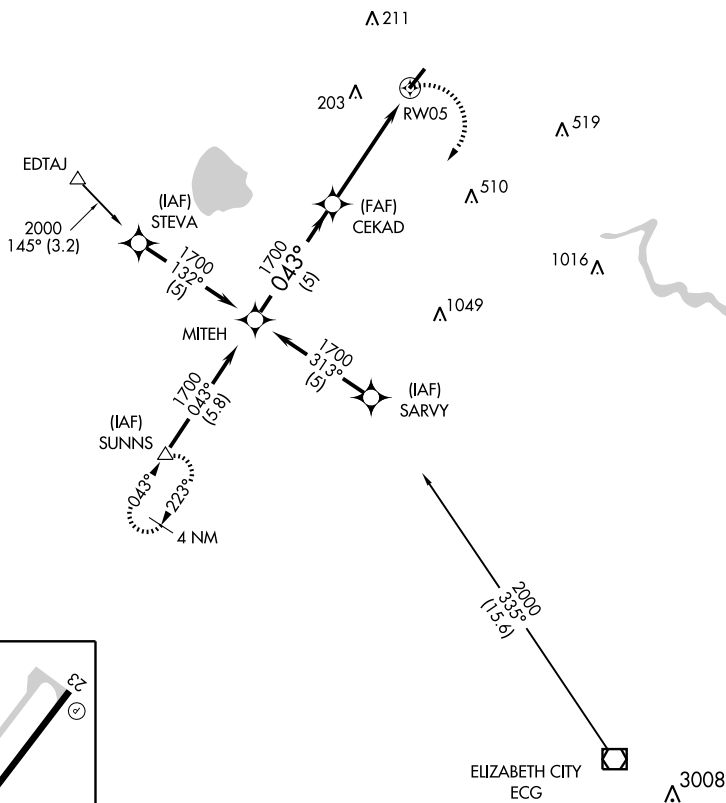 211
203
RW05
519
EDTAJ
(IAF)
STEVA
510
2000
145° (3.2)
(FAF)
CEKAD
1700
043°
(5)
1700
132°
(5)
1016
1049
MITEH
1700
313°
(5)
1700
043°
(5.8)
(IAF)
SARVY
(IAF)
SUNNS
043°
223°
4 NM
2000
335°
(15.6)
23
P
ELIZABETH CITY
ECG
3008